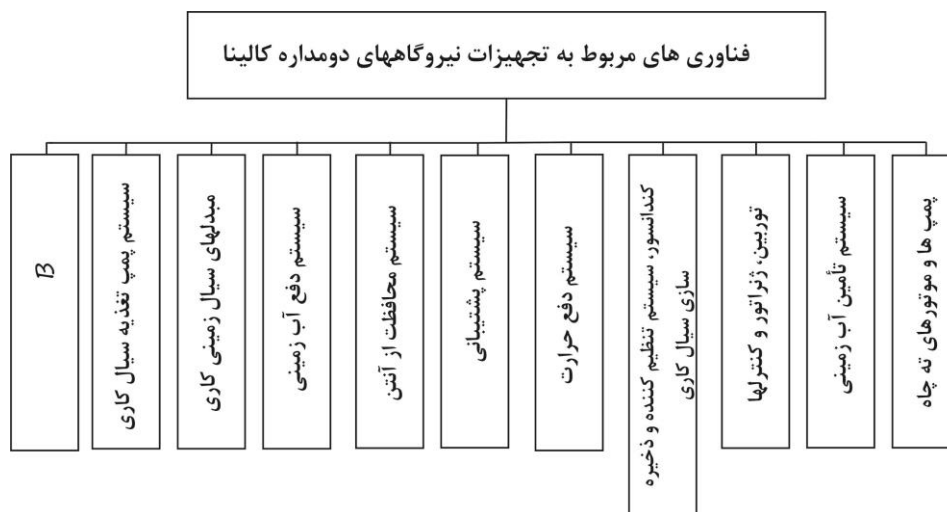 فناوری های مربوط به تجهیزات نیروگاههای دومداره کالینا
پمپ ها و موتورهای ته چاه
سیستم تأمین آب زمینی
توربین، ژنراتور و کنترلها
کندانسور، سیستم تنظیم کننده و ذخیره
سازی سیال کاری
سیستم دفع حرارت
سیستم پشتیبانی
سیستم محافظت از آتش
سیستم دفع آب زمینی
مبدلهای سیال زمینی کاری
سیستم پمپ تغذیه سیال کاری
B